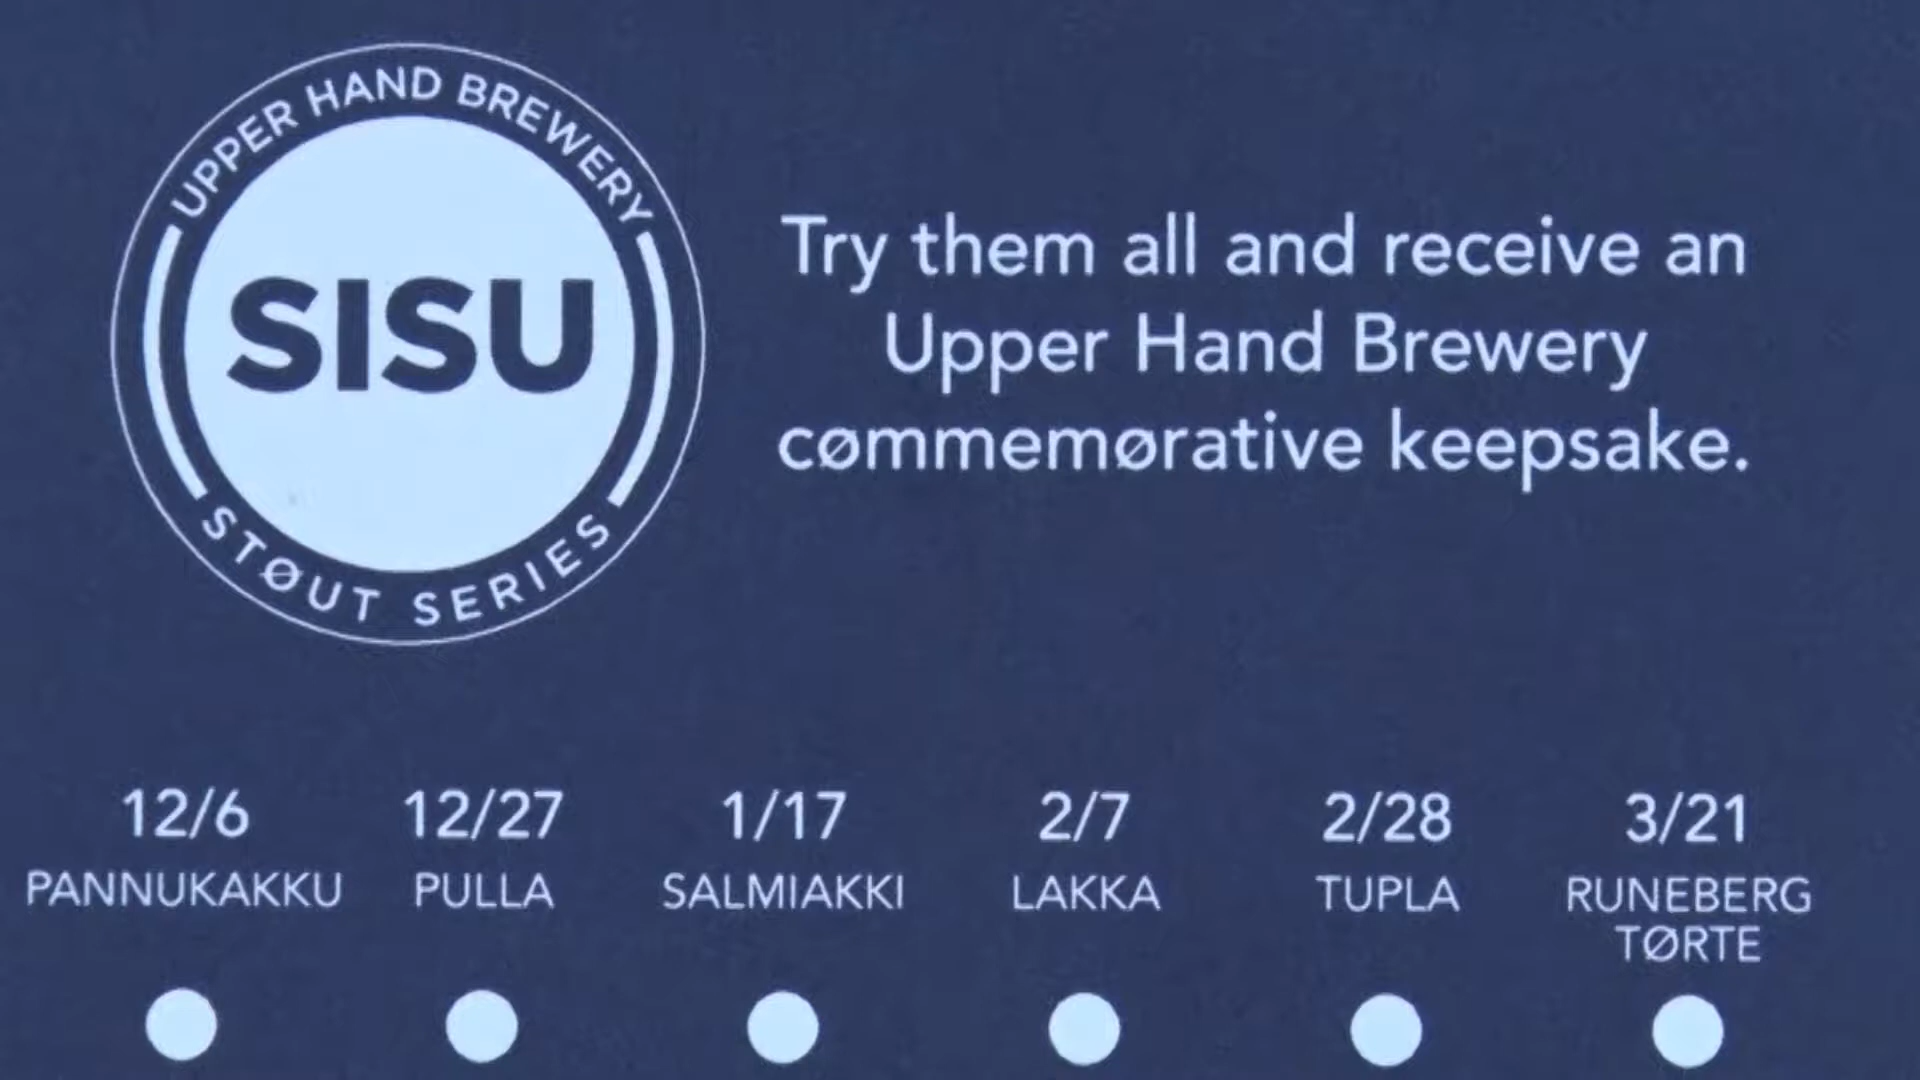 UPPER HAND BREWERY
SISU
STØUT SERIES
Try them all and receive an
Upper Hand Brewery
cømmemørative keepsake.
12/6
PANNUKAKKU
12/27
PULLA
1/17
SALMIAKKI
2/7
LAKKA
2/28
TUPLA
3/21
RUNEBERG
TØRTE